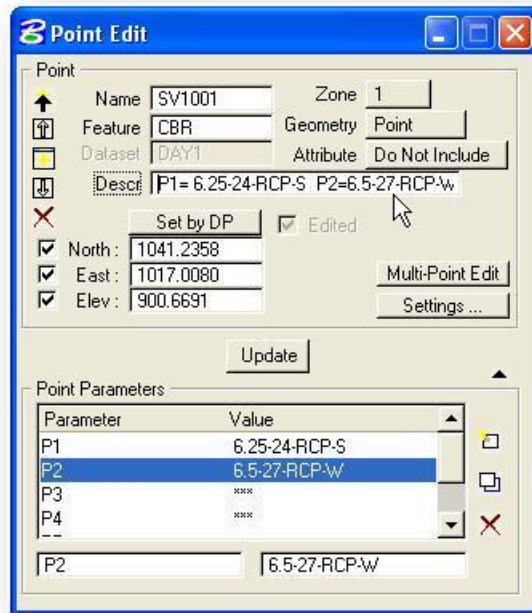 Point Edit
Point
Name SV1001 Zone 1
Feature CBR Geometry Point
Dataset DAY1 Attribute Do Not Include
Descr P1= 6.25-24-RCP-S P2=6.5-27-RCP-W
Set by DP Edited
North : 1041.2358
East : 1017.0080 Multi-Point Edit
Elev : 900.6691 Settings ...
Update
Point Parameters
Parameter Value
P1 6.25-24-RCP-S
P2 6.5-27-RCP-W
P3 ***
P4 ***
P2 6.5-27-RCP-W